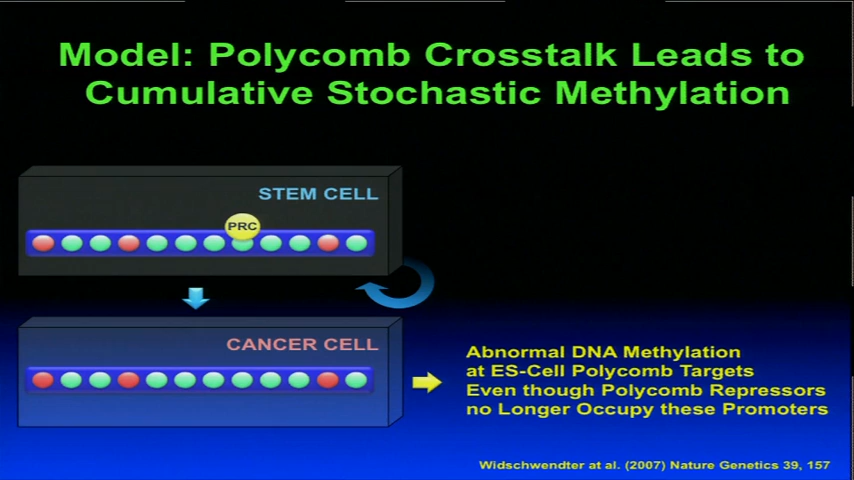 Model: Polycomb Crosstalk Leads to
Cumulative Stochastic Methylation
STEM CELL
PRC
CANCER CELL
Abnormal DNA Methylation
at ES-Cell Polycomb Targets
Even though Polycomb Repressors
no Longer Occupy these Promoters
Widschwendter at al. (2007) Nature Genetics 39, 157